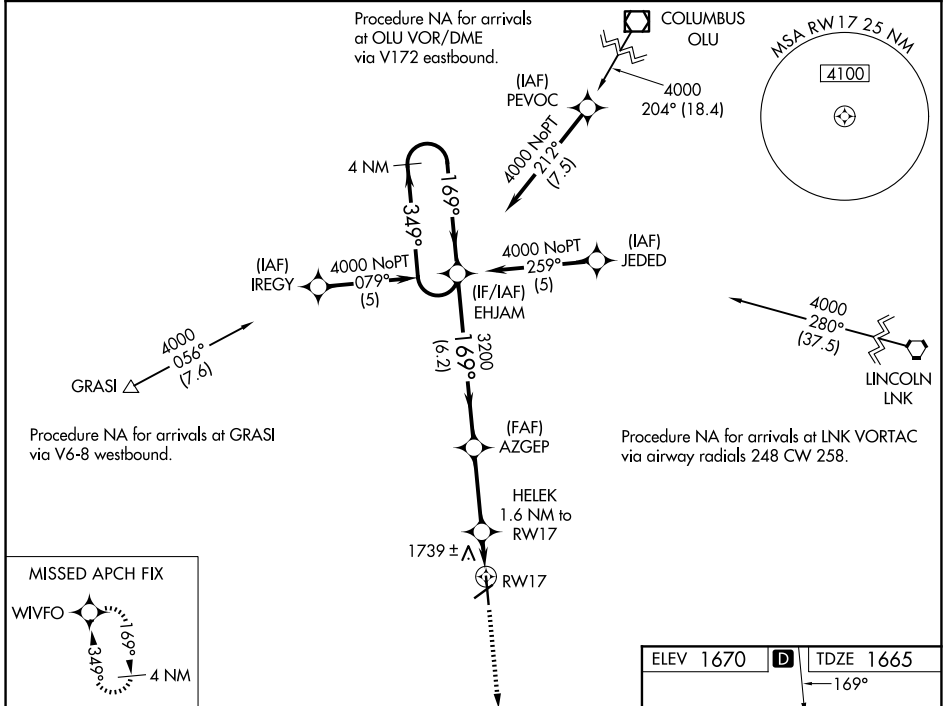 Procedure NA for arrivals
at OLU VOR/DME
via V172 eastbound.
COLUMBUS
OLU
MSA RW17 25 NM
4100
4000
204° (18.4)
(IAF)
PEVOC
4000 NoPT
212°
(7.5)
4 NM
349°
169°
(IAF)
IREGY
4000 NoPT
079°
(5)
4000 NoPT
259°
(5)
(IAF)
JEDED
(IF/IAF)
EHJAM
4000
056°
(7.6)
GRASI
3200
169°
(6.2)
4000
280°
(37.5)
LINCOLN
LNK
Procedure NA for arrivals at GRASI
via V6-8 westbound.
(FAF)
AZGEP
Procedure NA for arrivals at LNK VORTAC
via airway radials 248 CW 258.
HELEK
1.6 NM to
RW17
1739 ±
RW17
MISSED APCH FIX
WIVFO
169°
349°
4 NM
ELEV 1670 D TDZE 1665
169°